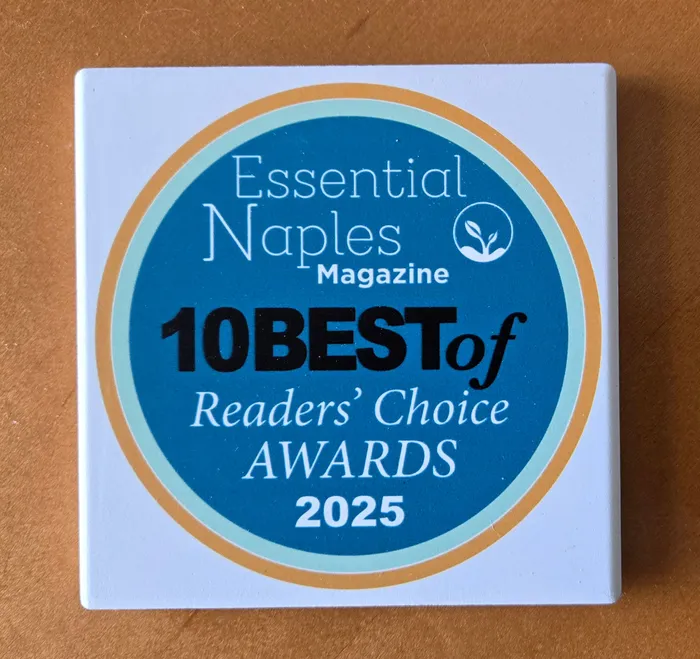 Essential
Naples
Magazine
10BESTof
Readers' Choice
AWARDS
2025